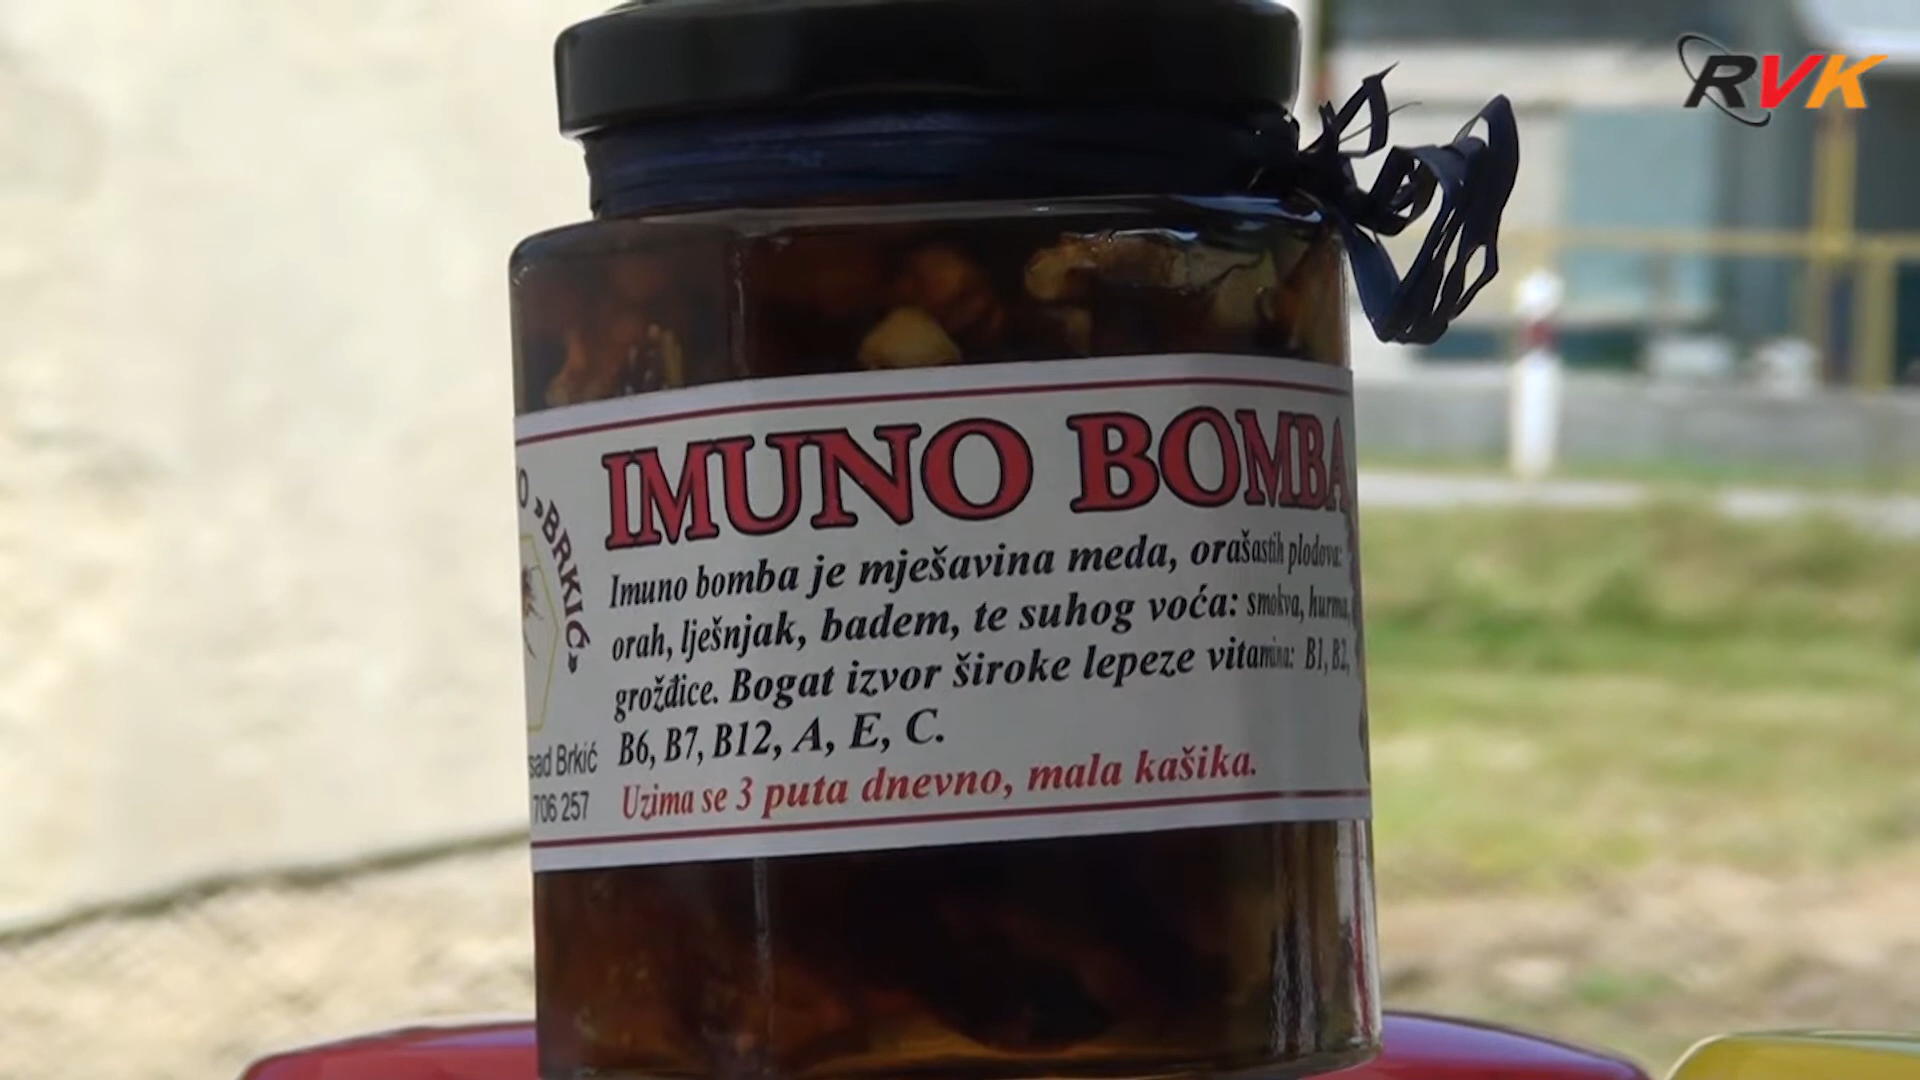 RVK
IMUNO BOMBA
Imuno bomba je mješavina meda, orašastih plodova:
orah, lješnjak, badem, te suhog voća: smokva, hurma,
grožđice. Bogat izvor široke lepeze vitamina: B1, B2,
B6, B7, B12, A, E, C.
Uzima se 3 puta dnevno, mala kašika.
»BRKIĆ»
Brkić
706 257